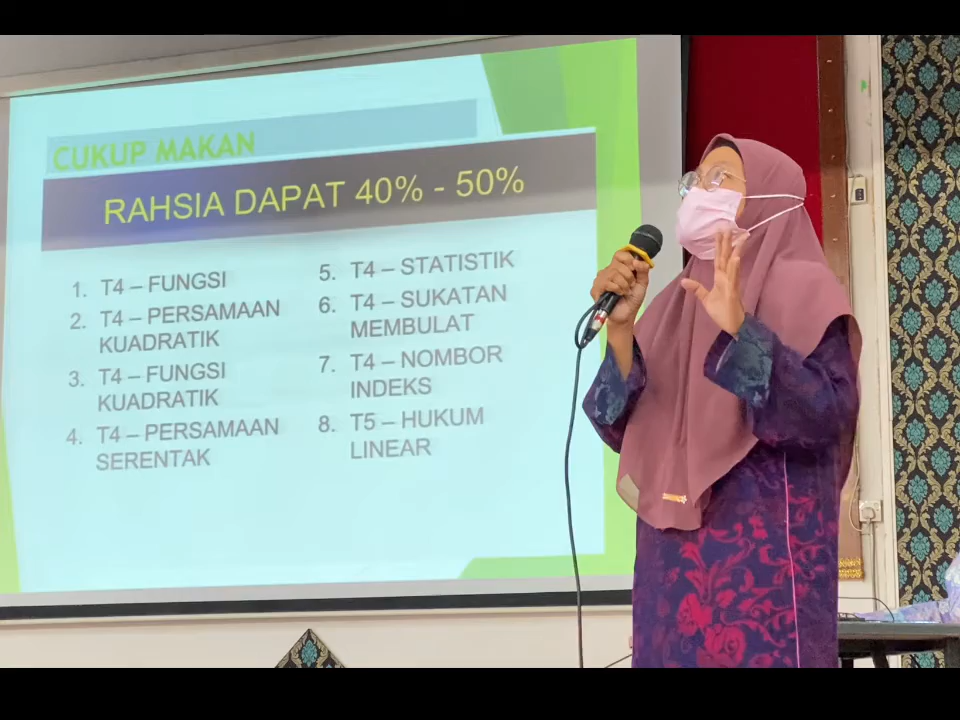 CUKUP MAKAN
RAHSIA DAPAT 40% - 50%
1. T4 – FUNGSI
2. T4 – PERSAMAAN
KUADRATIK
3. T4 – FUNGSI
KUADRATIK
4. T4 – PERSAMAAN
SERENTAK
5. T4 – STATISTIK
6. T4 – SUKATAN
MEMBULAT
7. T4 – NOMBOR
INDEKS
8. T5 – HUKUM
LINEAR